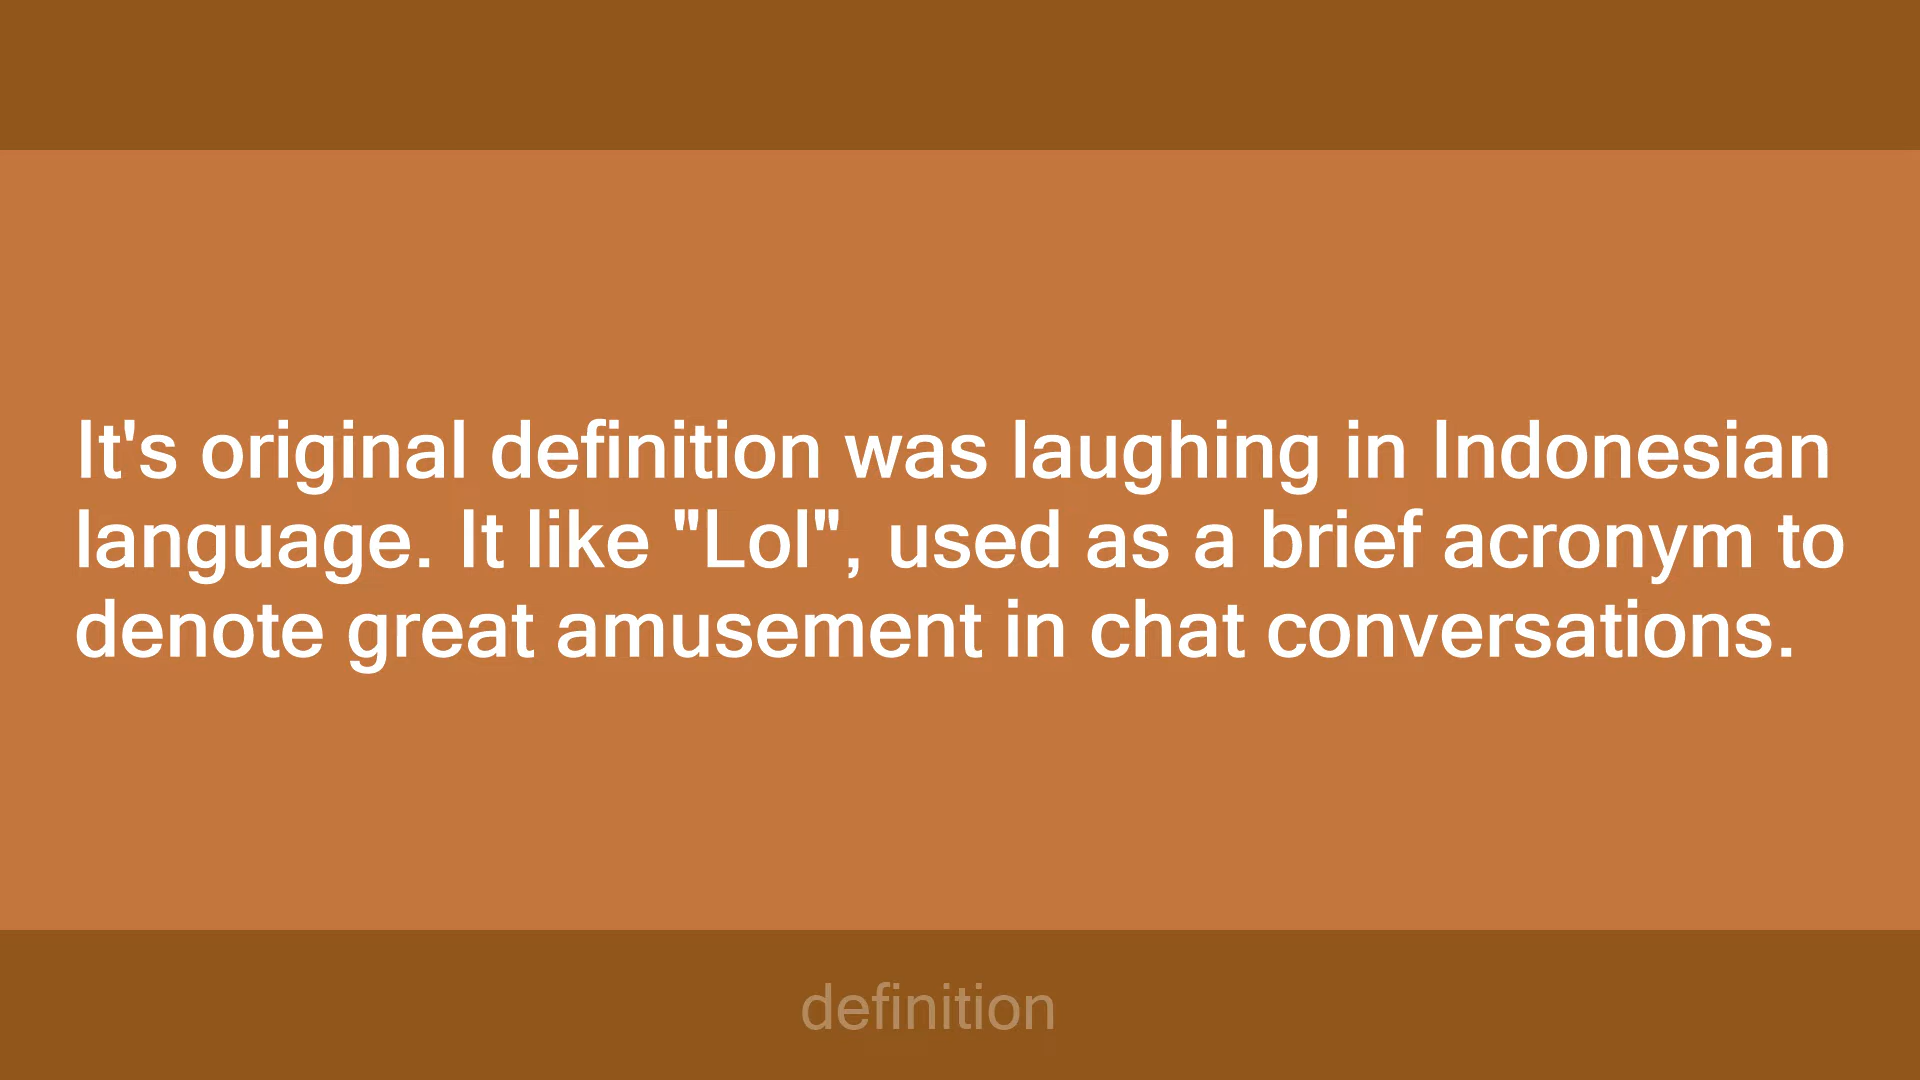 It's original definition was laughing in Indonesian
language. It like "Lol", used as a brief acronym to
denote great amusement in chat conversations.
definition